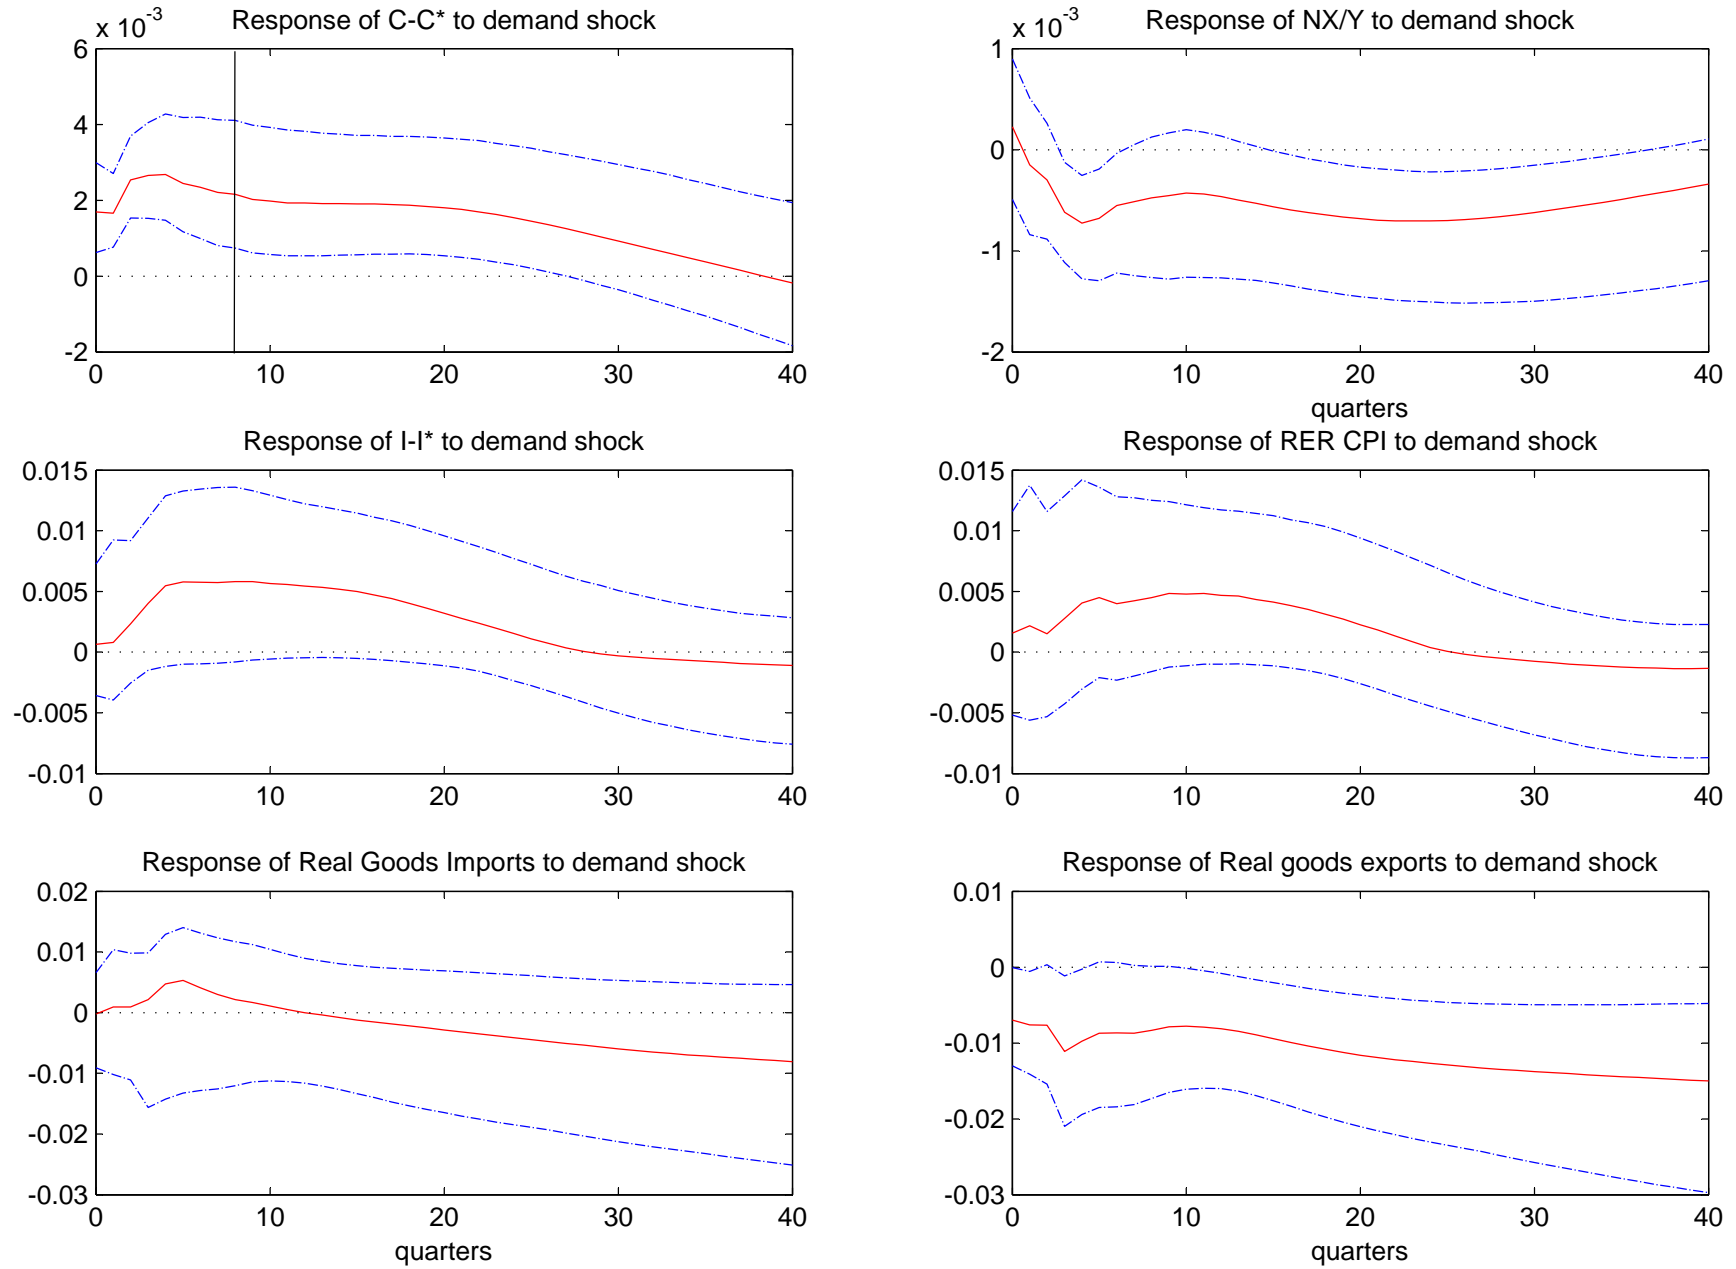 Response of C-C* to demand shock
x 10-3
6
4
2
0
-2
0 10 20 30 40
Response of NX/Y to demand shock
x 10-3
1
0
-1
-2
0 10 20 30 40
quarters
Response of I-I* to demand shock
0.015
0.01
0.005
0
-0.005
-0.01
0 10 20 30 40
Response of RER CPI to demand shock
0.015
0.01
0.005
0
-0.005
-0.01
0 10 20 30 40
Response of Real Goods Imports to demand shock
0.02
0.01
0
-0.01
-0.02
-0.03
0 10 20 30 40
quarters
Response of Real goods exports to demand shock
0.01
0
-0.01
-0.02
-0.03
0 10 20 30 40
quarters